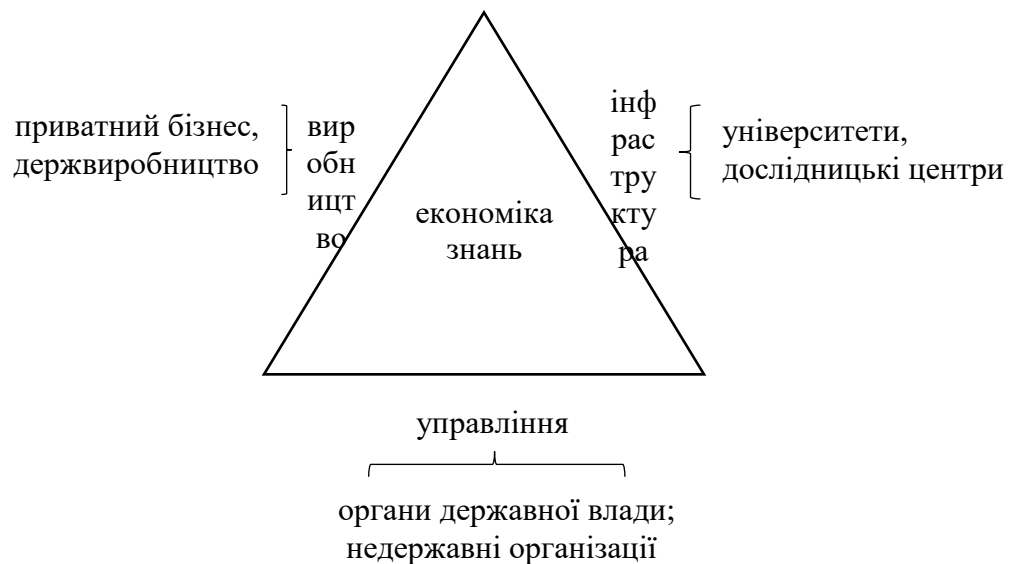 приватний бізнес,
держвиробництво
вир
обн
ицт
во
економіка
знань
інф
рас
тру
кту
ра
університети,
дослідницькі центри
управління
органи державної влади;
недержавні організації